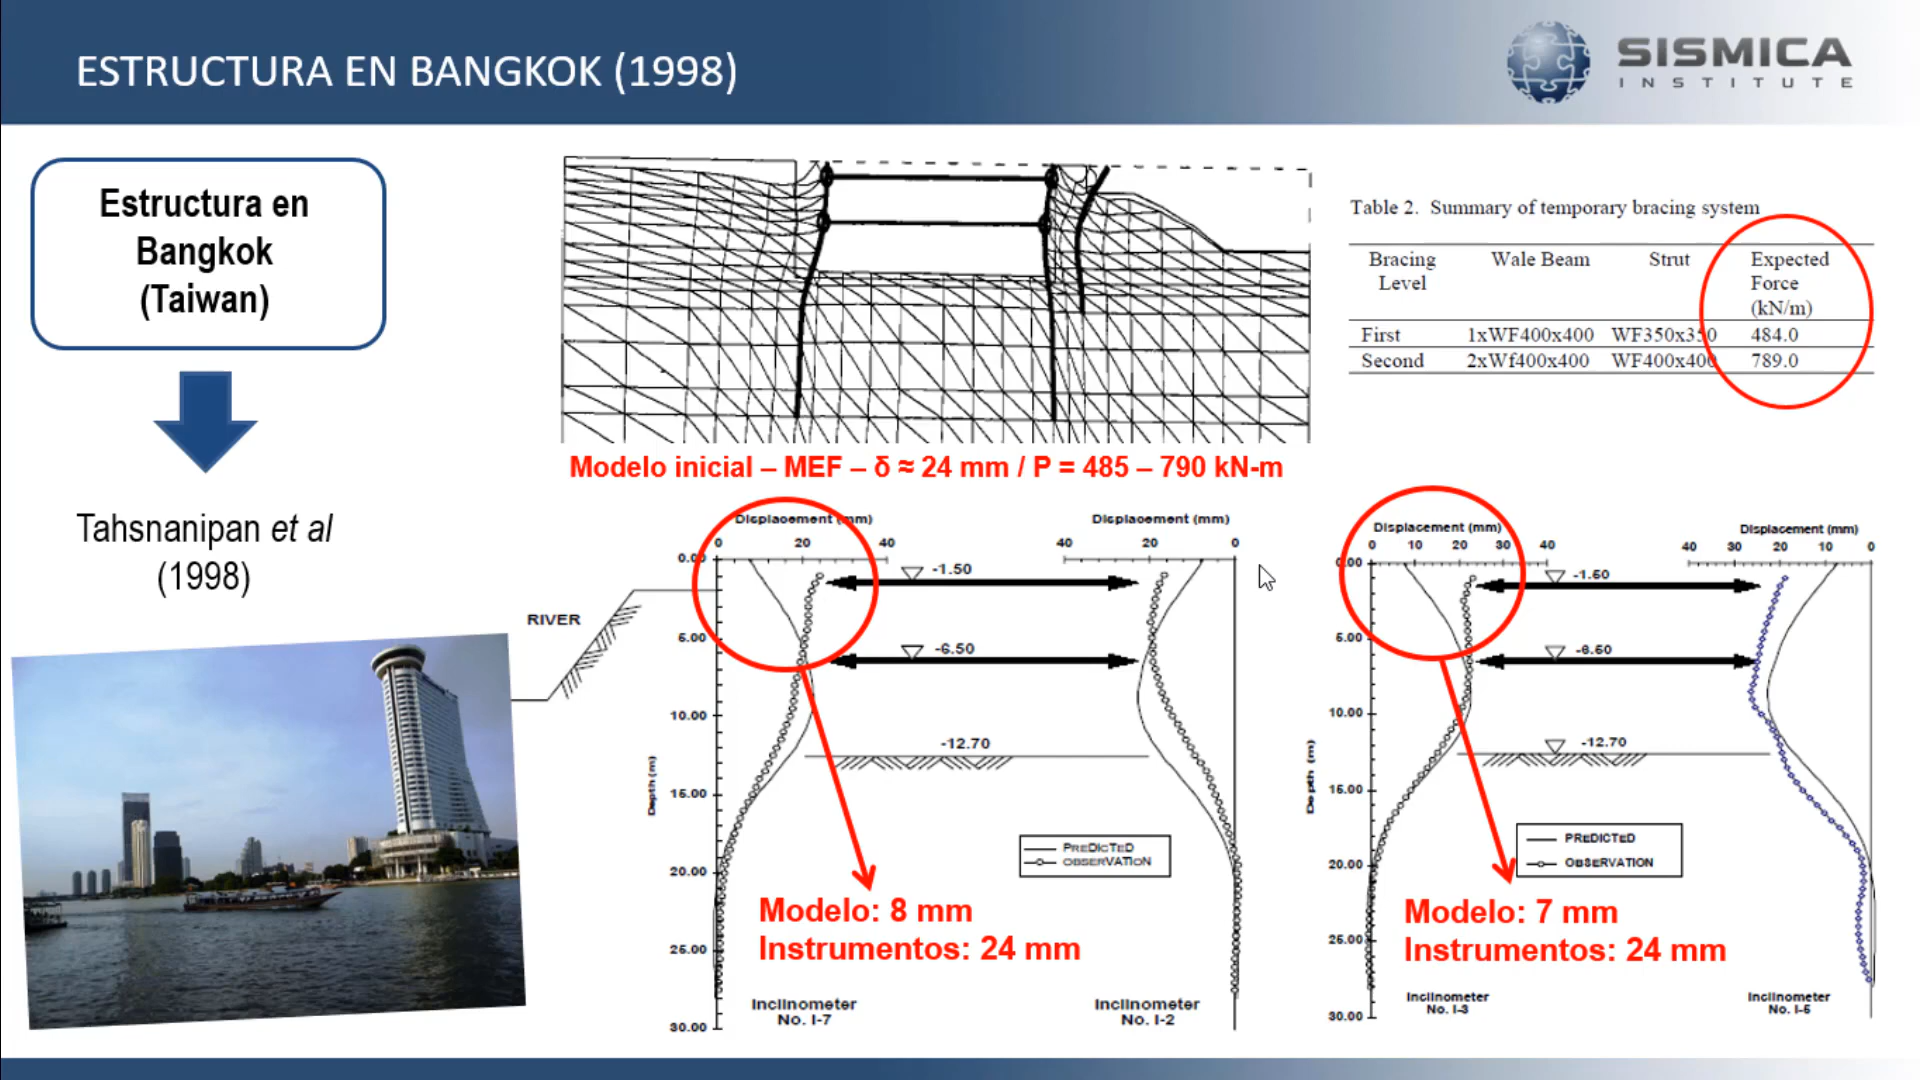 ESTRUCTURA EN BANGKOK (1998)
SISMICA
INSTITUTE
Estructura en
Bangkok
(Taiwan)
Tahsnanipan et al
(1998)
Table 2. Summary of temporary bracing system
Bracing Level Wale Beam Strut Expected Force (kN/m)
First 1xWF400x400 WF350x350 484.0
Second 2xWf400x400 WF400x400 789.0
Modelo inicial – MEF – δ ≈ 24 mm / P = 485 – 790 kN-m
Displacement (mm) Displacement (mm)
0 20 40 40 20 0
0.00
-1.50
RIVER
5.00
-6.50
10.00
-12.70
Depth (m)
15.00
PREDICTED
OBSERVATION
20.00
Modelo: 8 mm
Instrumentos: 24 mm
25.00
Inclinometer
No. I-7
Inclinometer
No. I-2
30.00
Displacement (mm) Displacement (mm)
0 10 20 30 40 40 30 20 10 0
0.00
-1.50
5.00
-6.50
10.00
-12.70
Depth (m)
15.00
PREDICTED
OBSERVATION
20.00
Modelo: 7 mm
Instrumentos: 24 mm
25.00
Inclinometer
No. I-3
Inclinometer
No. I-5
30.00